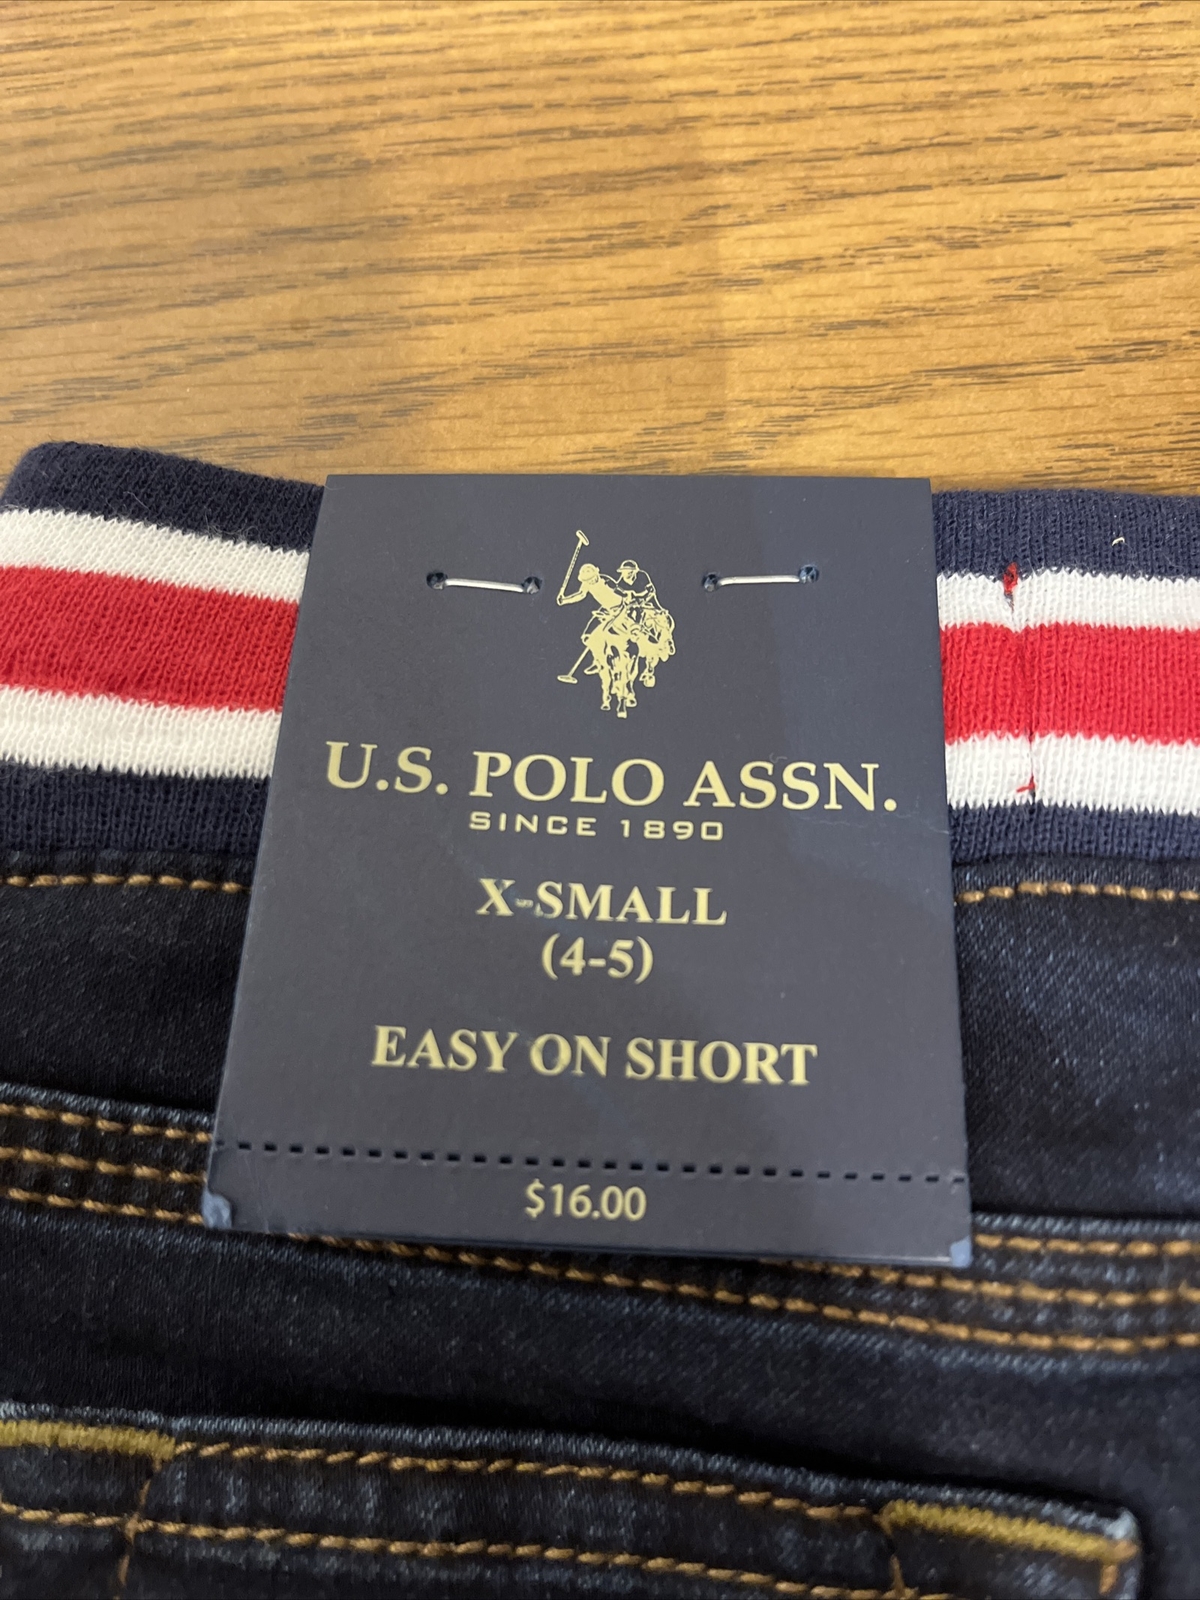 U.S. POLO ASSN.
SINCE 1890
X-SMALL
(4-5)
EASY ON SHORT
$16.00